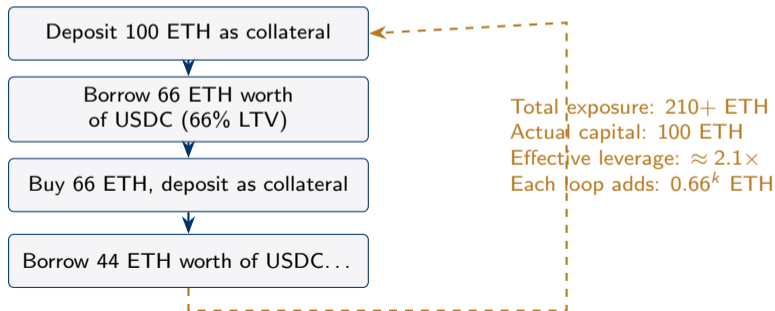 Deposit 100 ETH as collateral
Borrow 66 ETH worth
of USDC (66% LTV)
Buy 66 ETH, deposit as collateral
Borrow 44 ETH worth of USDC...
Total exposure: 210+ ETH
Actual capital: 100 ETH
Effective leverage: ≈ 2.1×
Each loop adds: 0.66^k ETH